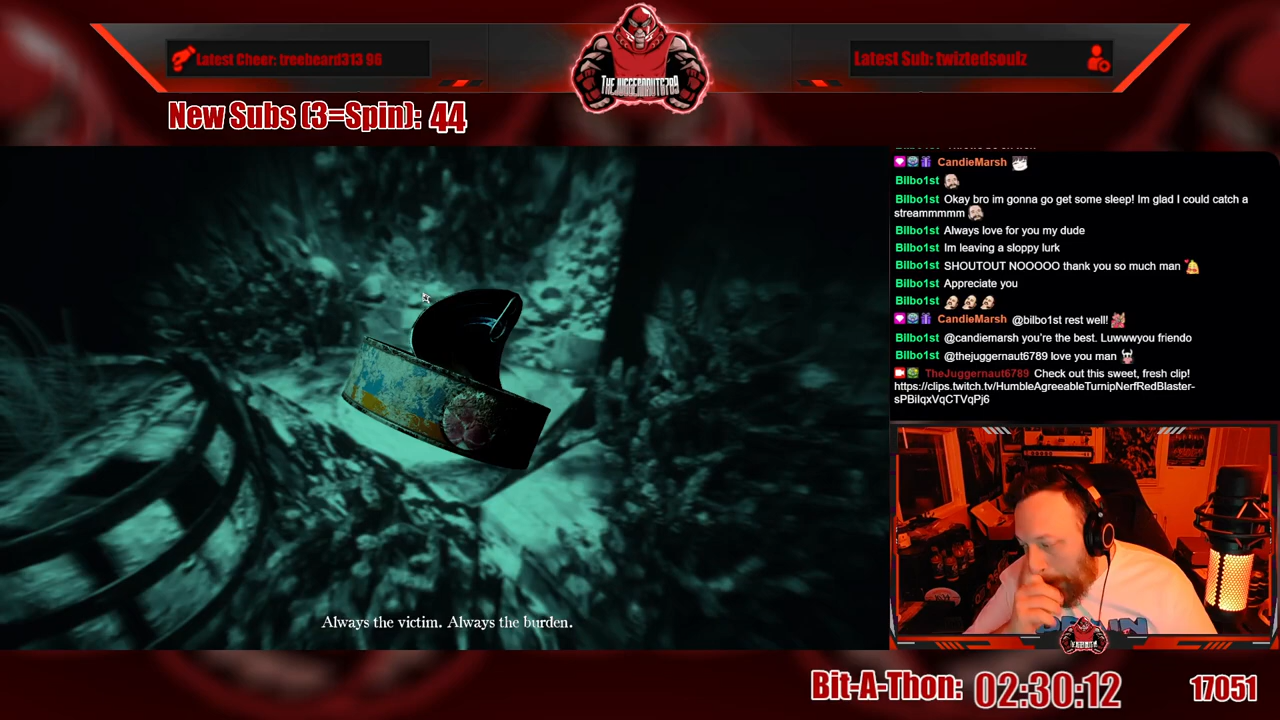 Latest Cheer: treebeard313 98
THEJUGGERNAUT6789
Latest Sub: twiztedsoulz
New Subs (3=Spin): 44
CandieMarsh
Bilbo1st
Bilbo1st Okay bro im gonna go get some sleep! Im glad I could catch a
streammmmm
Bilbo1st Always love for you my dude
Bilbo1st Im leaving a sloppy lurk
Bilbo1st SHOUTOUT NOOOOO thank you so much man
Bilbo1st Appreciate you
Bilbo1st
CandieMarsh @bilbo1st rest well!
Bilbo1st @candiemarsh you're the best. Luwwwyou friendo
Bilbo1st @thejuggernaut6789 love you man
TheJuggernaut6789 Check out this sweet, fresh clip!
https://clips.twitch.tv/HumbleAgreeableTurnipNerfRedBlaster-
sPBilqxVqCTVqPj6
Always the victim. Always the burden.
Bit-A-Thon: 02:30:12 17051